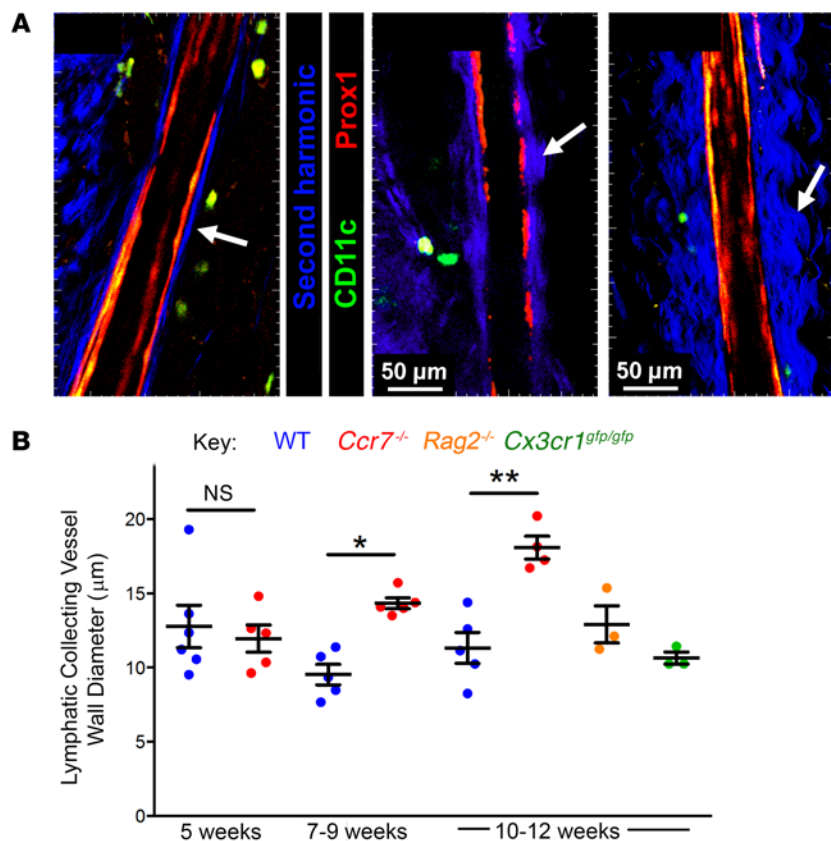 A
Second harmonic
CD11c Prox1
50 μm
50 μm
B
Key: WT Ccr7-/- Rag2-/- Cx3cr1gfp/gfp
NS
*
**
Lymphatic Collecting Vessel
Wall Diameter (μm)
20
15
10
5
0
5 weeks 7-9 weeks 10-12 weeks